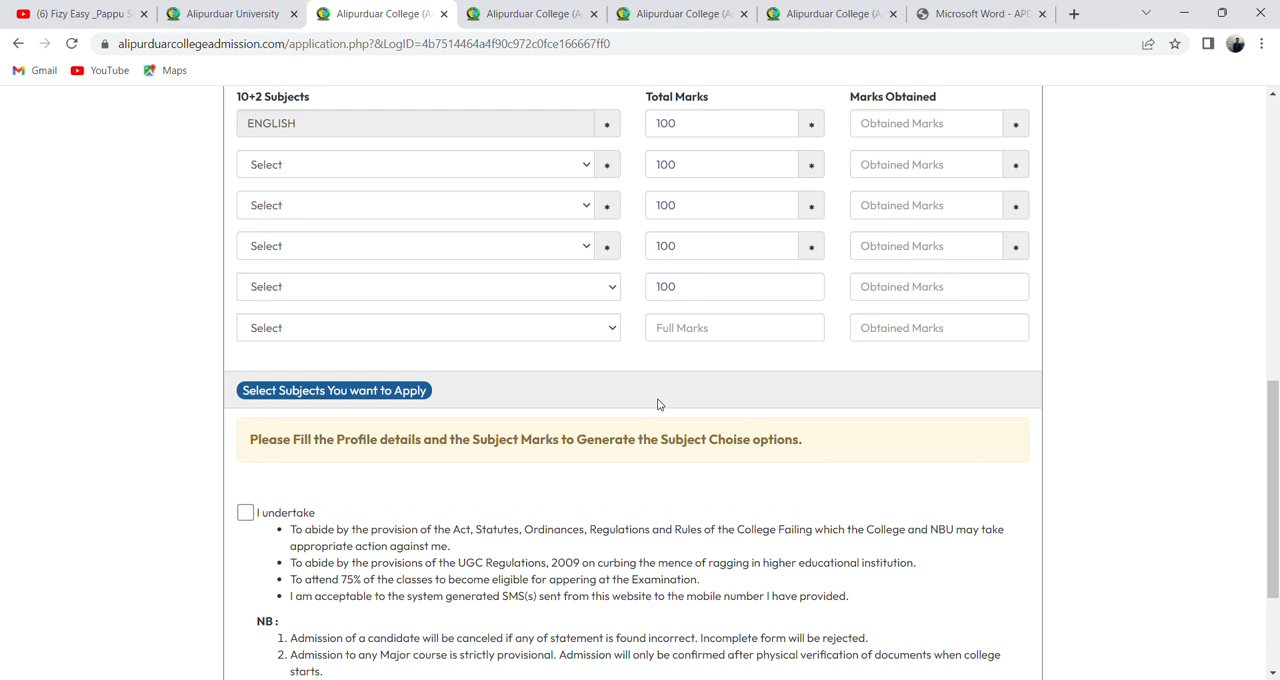 (6) Fizy Easy _Pappu S
Alipurduar University
Alipurduar College (A
Alipurduar College (A
Alipurduar College (A
Alipurduar College (A
Microsoft Word - APD
alipurduarcollegeadmission.com/application.php?&LogID=4b7514464a4f90c972d0fce166667ff0
Gmail YouTube Maps
10+2 Subjects Total Marks Marks Obtained
ENGLISH * 100 * Obtained Marks *
Select * 100 * Obtained Marks *
Select * 100 * Obtained Marks *
Select * 100 * Obtained Marks *
Select 100 Obtained Marks
Select Full Marks Obtained Marks
Select Subjects You want to Apply
Please Fill the Profile details and the Subject Marks to Generate the Subject Choise options.
I undertake
• To abide by the provision of the Act, Statutes, Ordinances, Regulations and Rules of the College Failing which the College and NBU may take
appropriate action against me.
• To abide by the provisions of the UGC Regulations, 2009 on curbing the mence of ragging in higher educational institution.
• To attend 75% of the classes to become eligible for appering at the Examination.
• I am acceptable to the system generated SMS(s) sent from this website to the mobile number I have provided.
NB :
1. Admission of a candidate will be canceled if any of statement is found incorrect. Incomplete form will be rejected.
2. Admission to any Major course is strictly provisional. Admission will only be confirmed after physical verification of documents when college
starts.